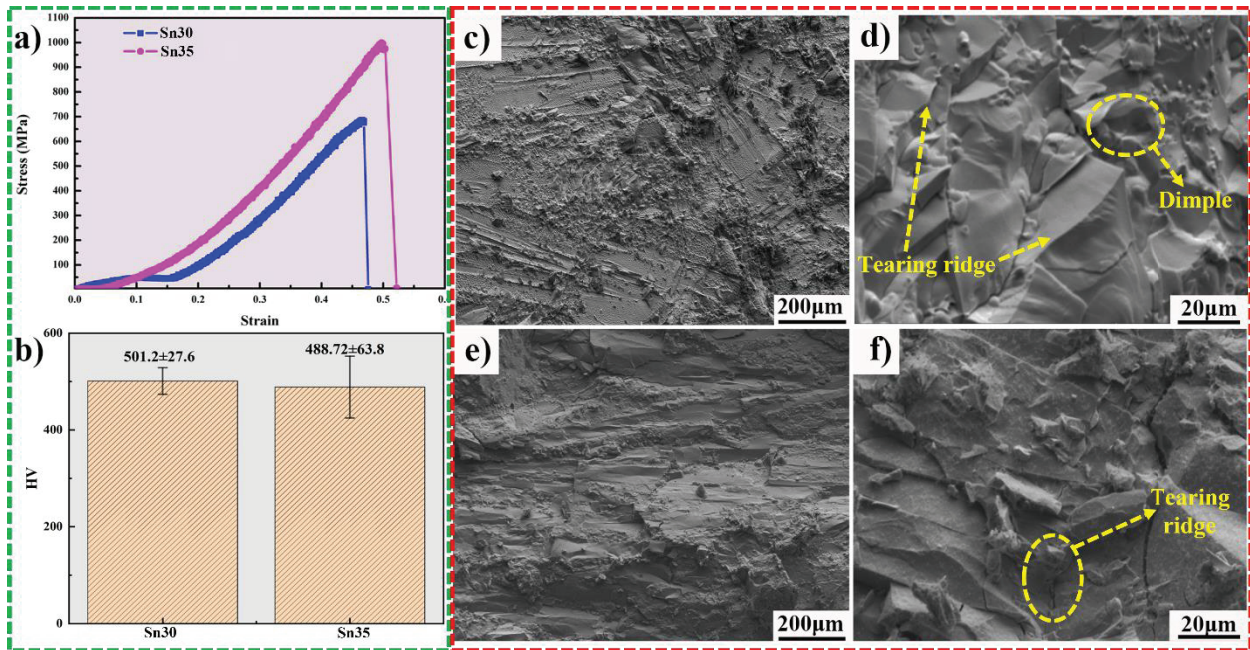 a)
Sn30
Sn35
1100
1000
900
800
700
600
500
400
300
200
100
Stress (MPa)
0.0 0.1 0.2 0.3 0.4 0.5 0.
Strain
b)
501.2±27.6
488.72±63.8
600
400
200
0
HV
Sn30 Sn35
c)
200μm
d)
Dimple
Tearing ridge
20μm
e)
200μm
f)
Tearing
ridge
20μm